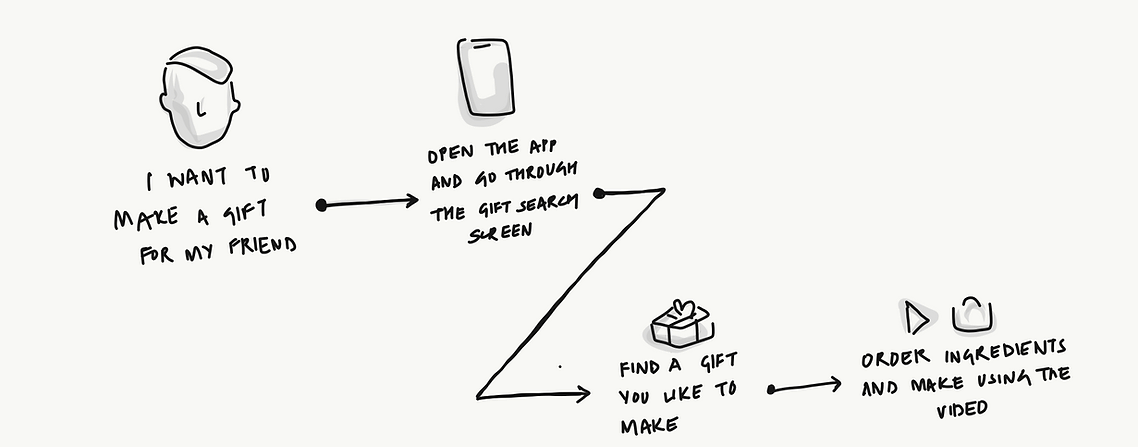 I WANT TO
MAKE A GIFT
FOR MY FRIEND
OPEN THE APP
AND GO THROUGH
THE GIFT SEARCH
SCREEN
FIND A GIFT
YOU LIKE TO
MAKE
ORDER INGREDIENTS
AND MAKE USING THE
VIDEO